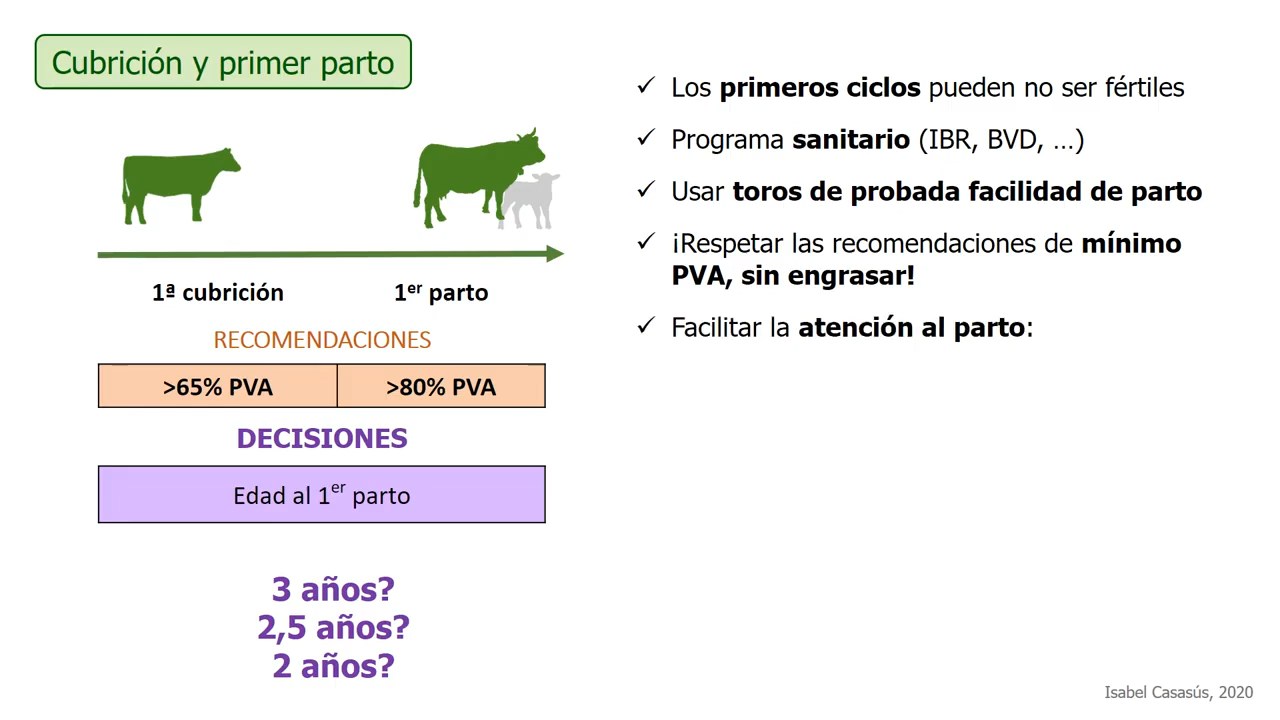 Cubrición y primer parto
1ª cubrición
1er parto
RECOMENDACIONES
>65% PVA
>80% PVA
DECISIONES
Edad al 1er parto
3 años?
2,5 años?
2 años?
✓ Los primeros ciclos pueden no ser fértiles
✓ Programa sanitario (IBR, BVD, …)
✓ Usar toros de probada facilidad de parto
✓ ¡Respetar las recomendaciones de mínimo
PVA, sin engrasar!
✓ Facilitar la atención al parto:
Isabel Casasús, 2020